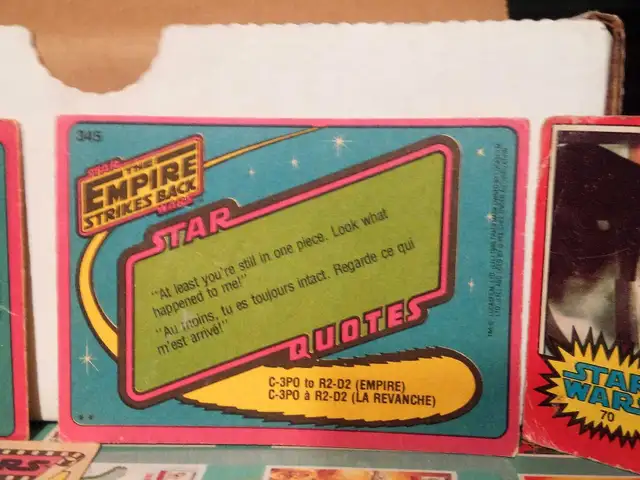 345
STAR
THE
EMPIRE
STRIKES BACK
WARS
STAR
"At least you're still in one piece. Look what
happened to me!"
"Au moins, tu es toujours intact. Regarde ce qui
m'est arrivé!"
QUOTES
C-3PO to R2-D2 (EMPIRE)
C-3PO à R2-D2 (LA REVANCHE)
**
STAR
WARS
70